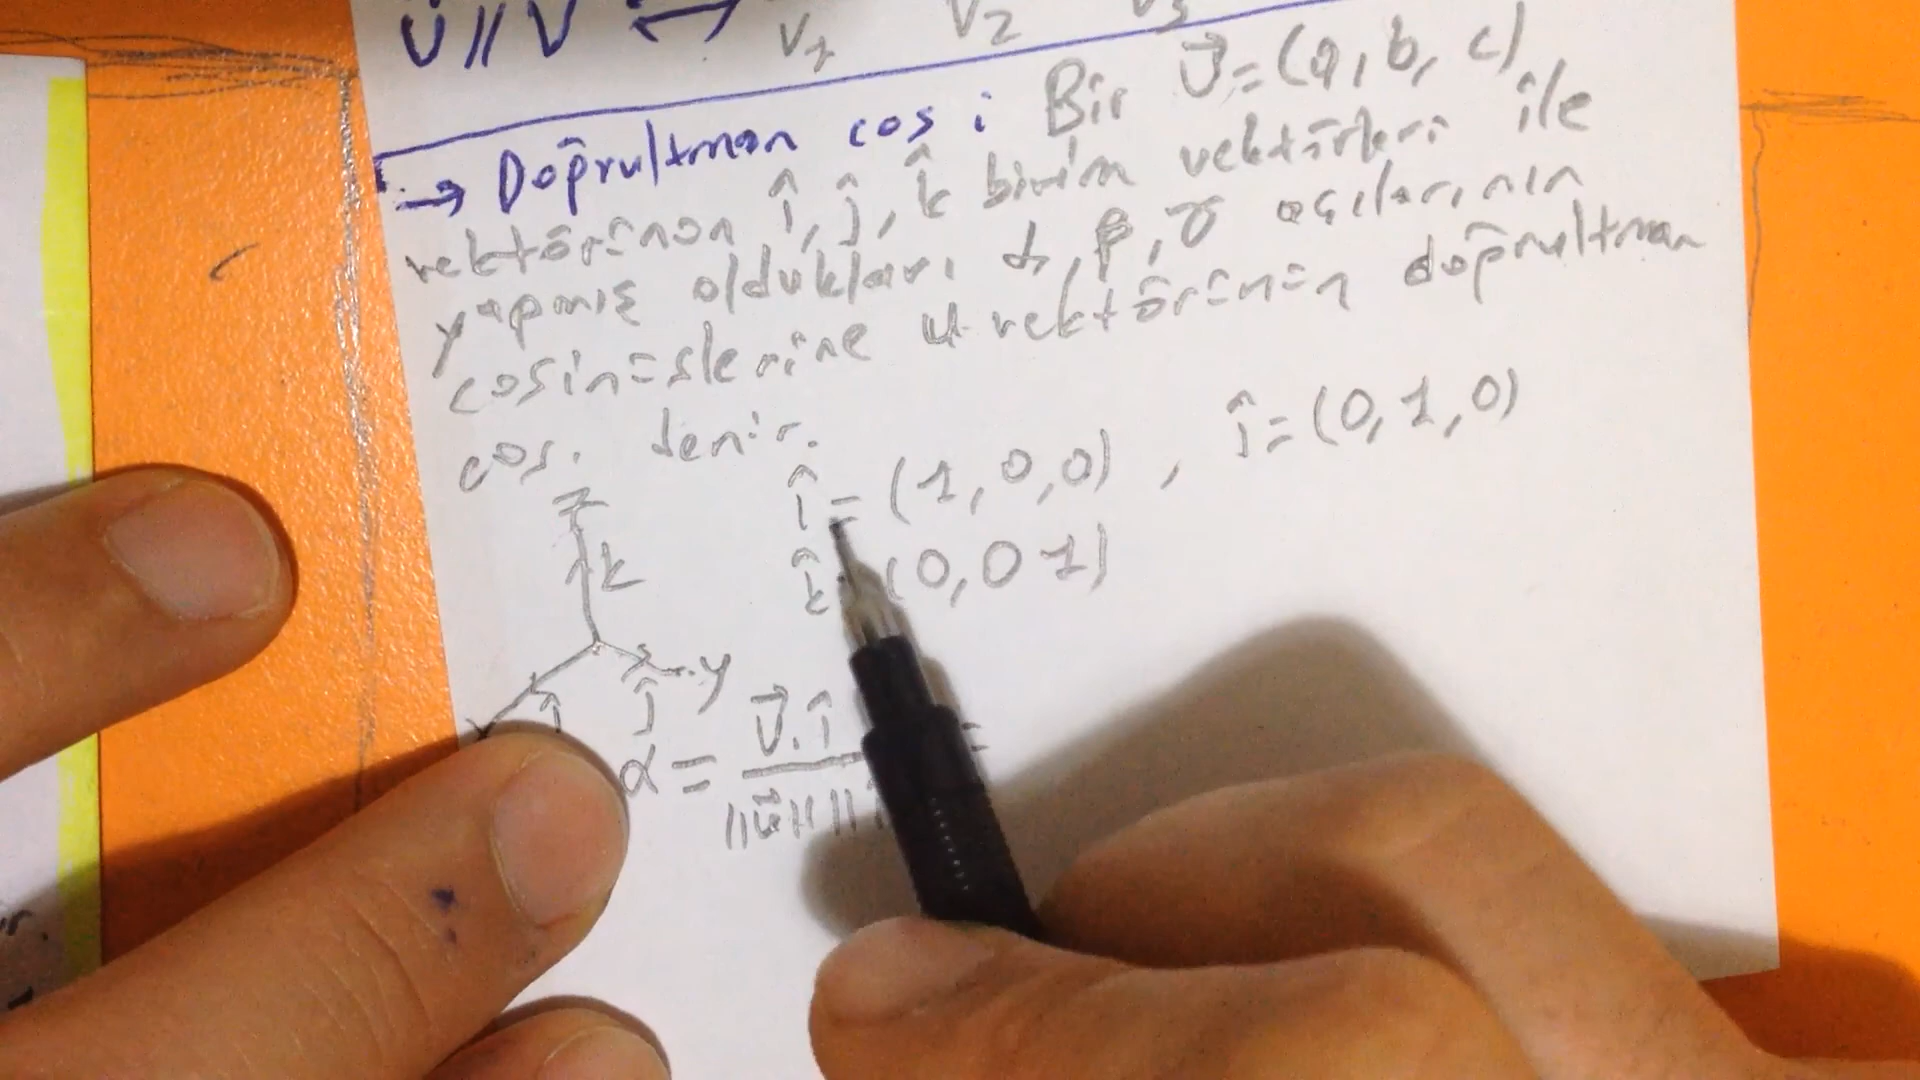 U // V ↔ V1 V2 V3
→ Doğrultman cos : Bir U⃗ = (a, b, c)
vektörünün î, ĵ, k̂ birim vektörleri ile
yapmış oldukları α, β, γ açılarının
cosinüslerine u vektörünün doğrultman
cos. denir.
î = (1, 0, 0) , ĵ = (0, 1, 0)
k̂ (0, 0 1)
z
k
y
î ĵ
α = U⃗ . î =
||u⃗|| ||